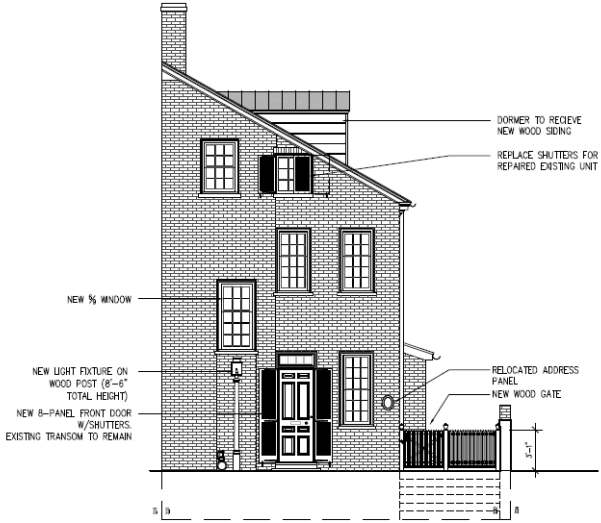 DORMER TO RECIEVE
NEW WOOD SIDING
REPLACE SHUTTERS FOR
REPAIRED EXISTING UNIT
NEW % WINDOW
NEW LIGHT FIXTURE ON
WOOD POST (8'-6"
TOTAL HEIGHT)
NEW 8-PANEL FRONT DOOR
W/SHUTTERS.
EXISTING TRANSOM TO REMAIN
RELOCATED ADDRESS
PANEL
NEW WOOD GATE
3'-1"